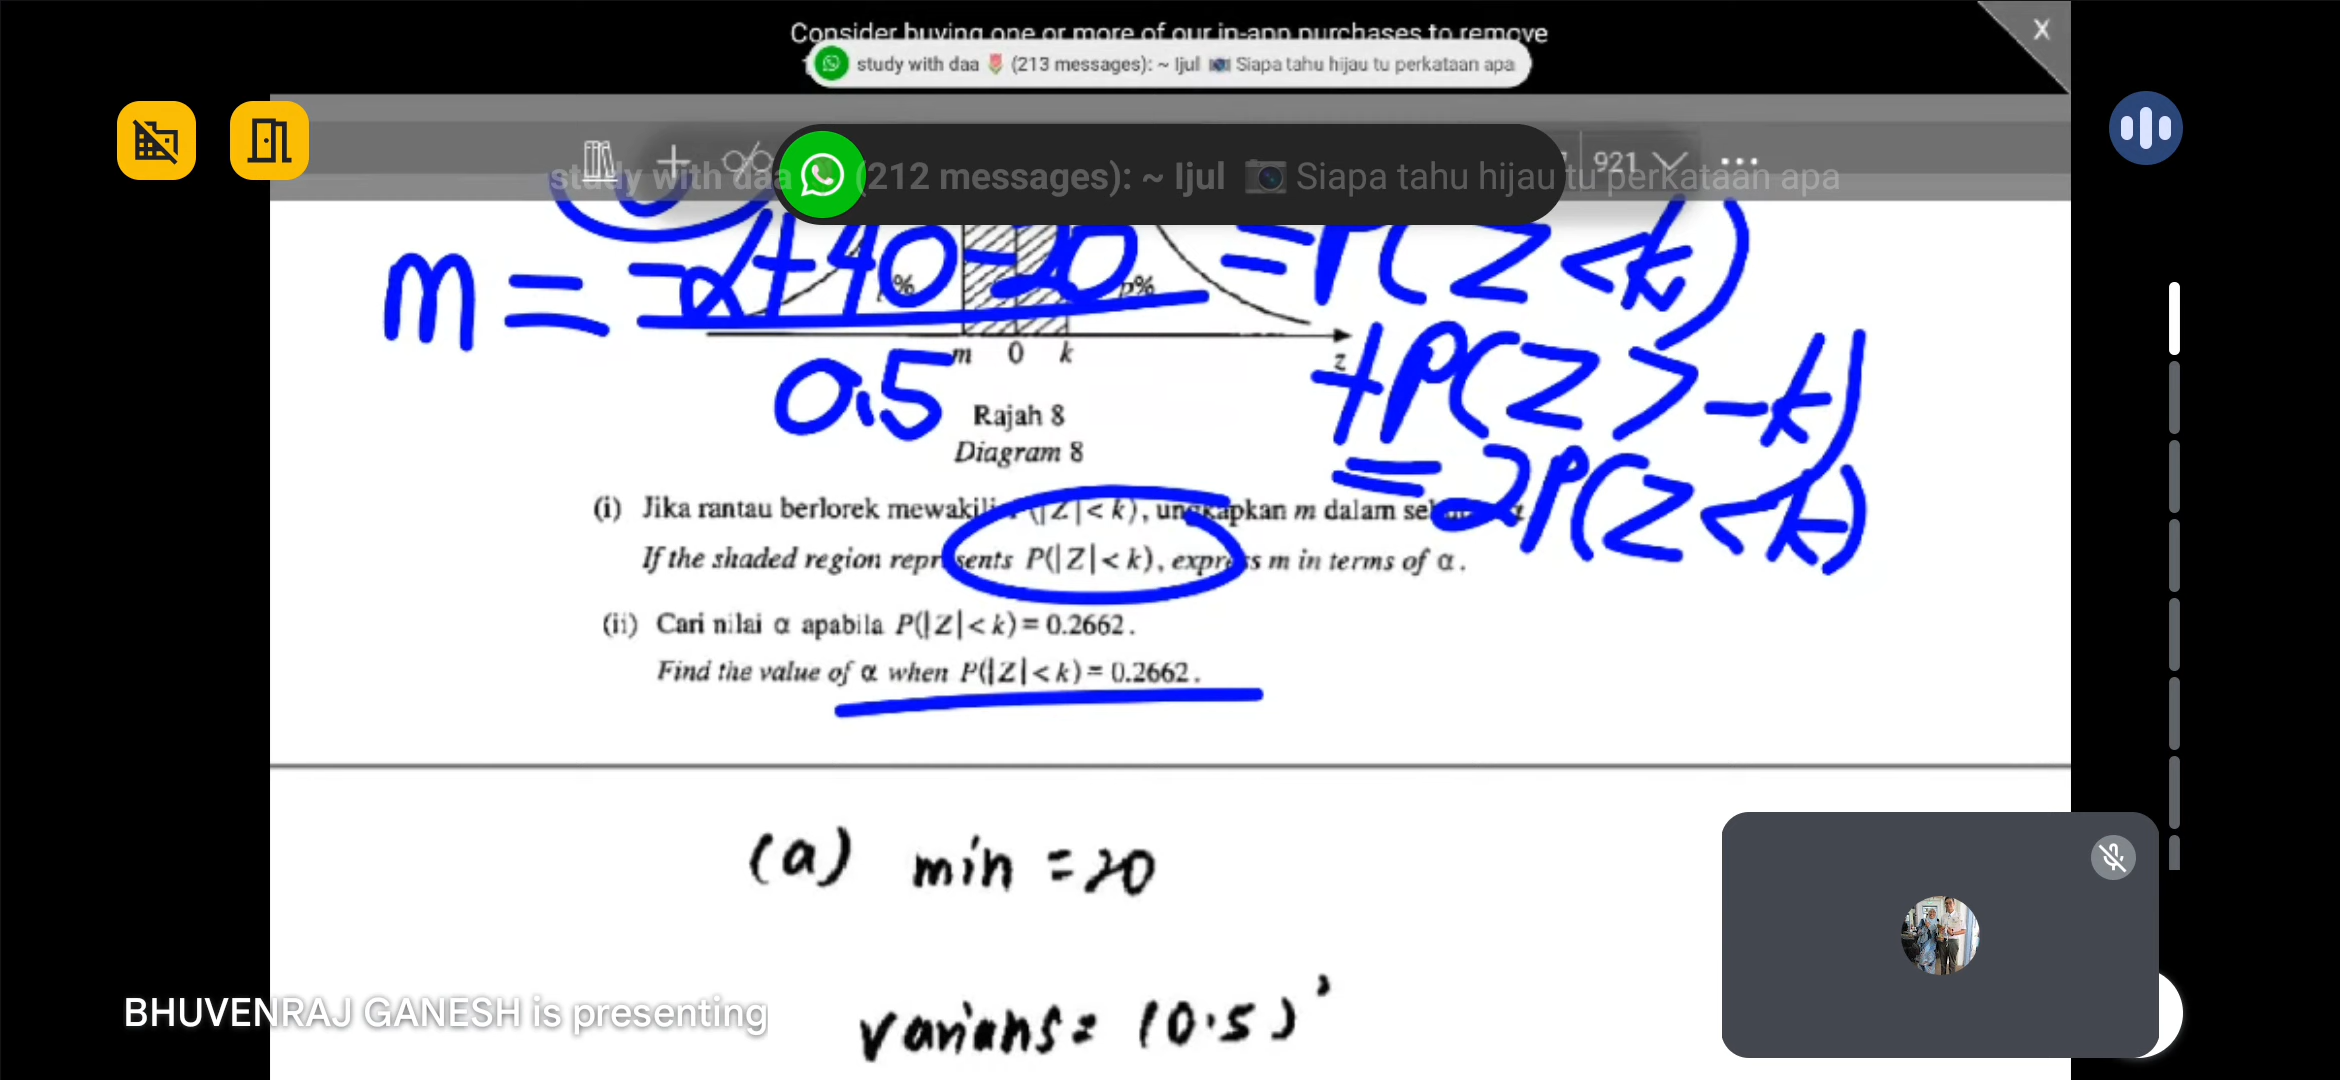 Consider buying one or more of our in-app purchases to remove
study with daa 🌷 (213 messages): ~ Ijul 📷 Siapa tahu hijau tu perkataan apa
study with daa (212 messages): ~ Ijul 📷 Siapa tahu hijau tu perkataan apa
921
X
m = -α+40-20
0.5
= P(Z<k)
+P(Z>-k)
= 2P(Z<k)
% p%
m 0 k z
Rajah 8
Diagram 8
(i) Jika rantau berlorek mewakili P(|Z|< k), ungkapkan m dalam α
If the shaded region represents P(|Z|< k), express m in terms of α.
(ii) Cari nilai α apabila P(|Z|< k) = 0.2662.
Find the value of α when P(|Z|< k) = 0.2662.
(a) min = 20
varians = (0.5)²
BHUVENRAJ GANESH is presenting